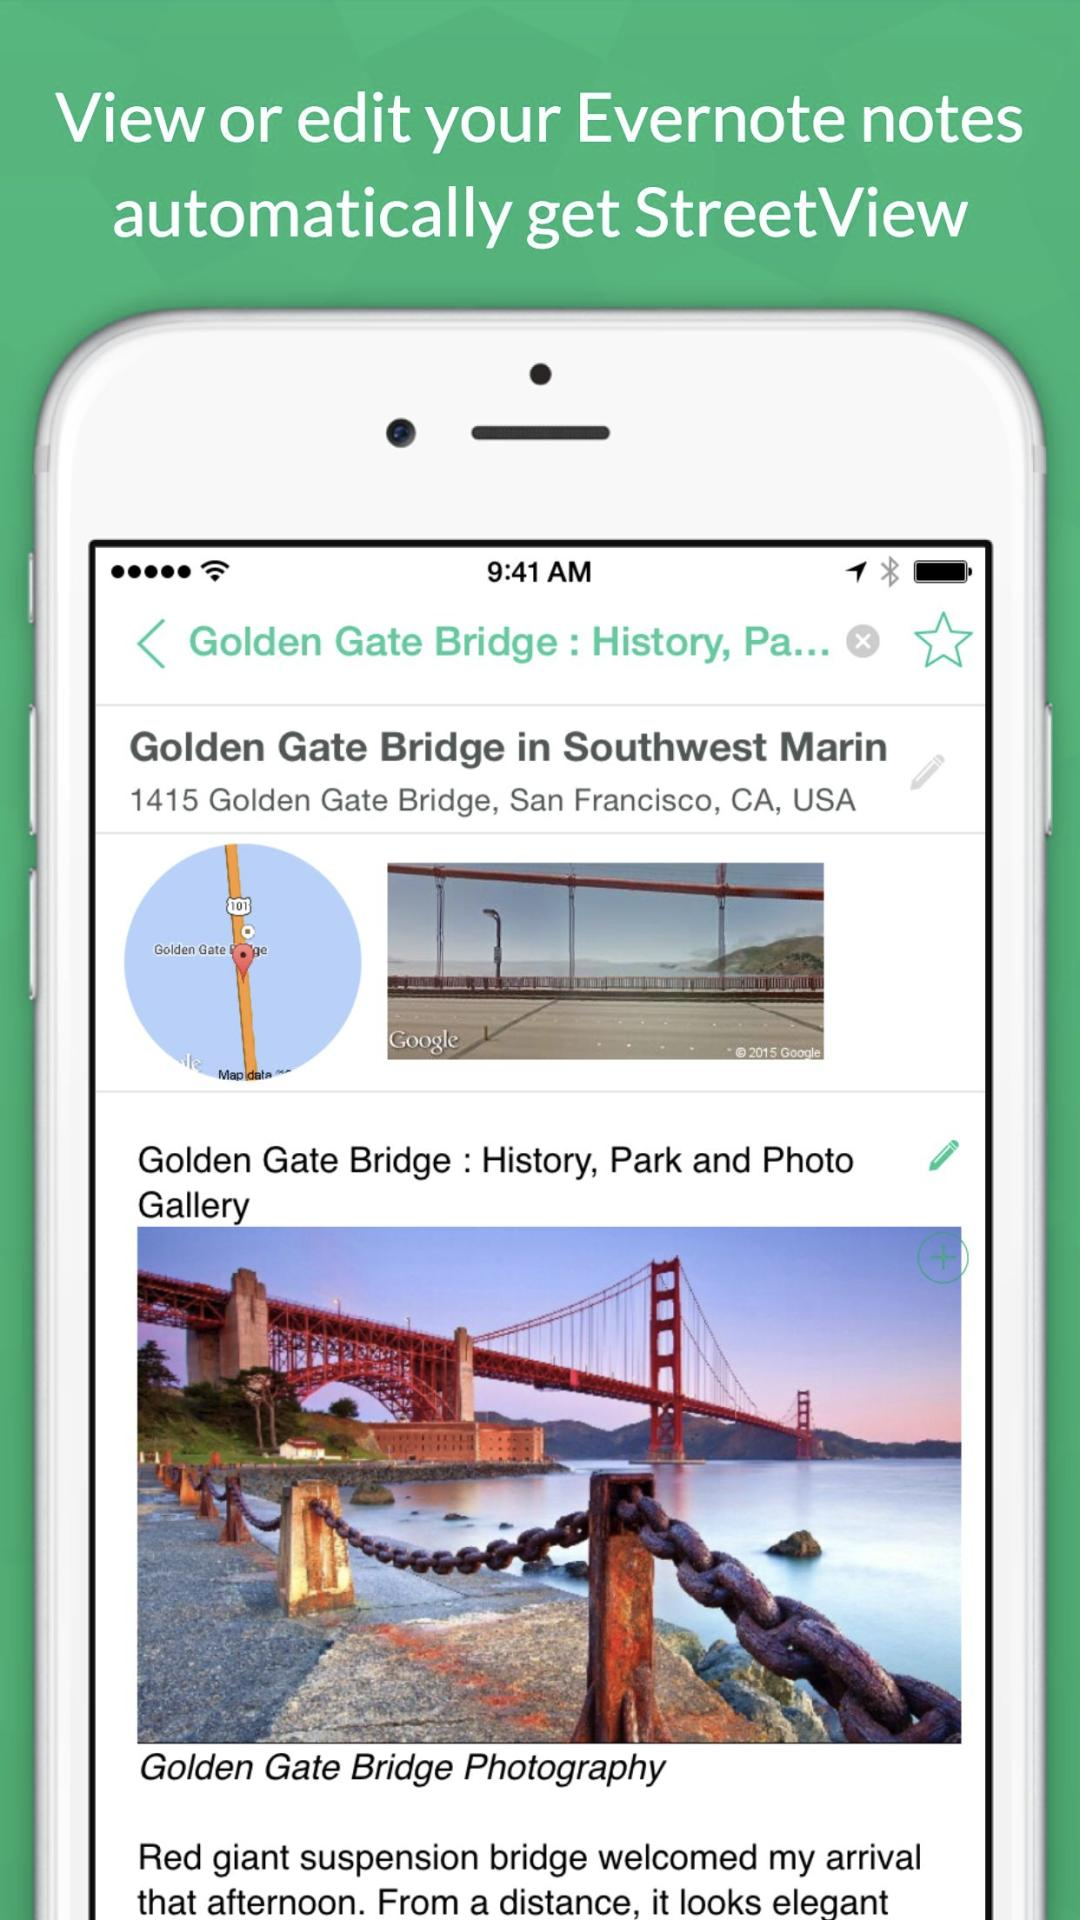 View or edit your Evernote notes
automatically get StreetView
9:41 AM
Golden Gate Bridge : History, Pa...
Golden Gate Bridge in Southwest Marin
1415 Golden Gate Bridge, San Francisco, CA, USA
101
Golden Gate
Map data
Google
© 2015 Google
Golden Gate Bridge : History, Park and Photo
Gallery
Golden Gate Bridge Photography
Red giant suspension bridge welcomed my arrival
that afternoon. From a distance, it looks elegant